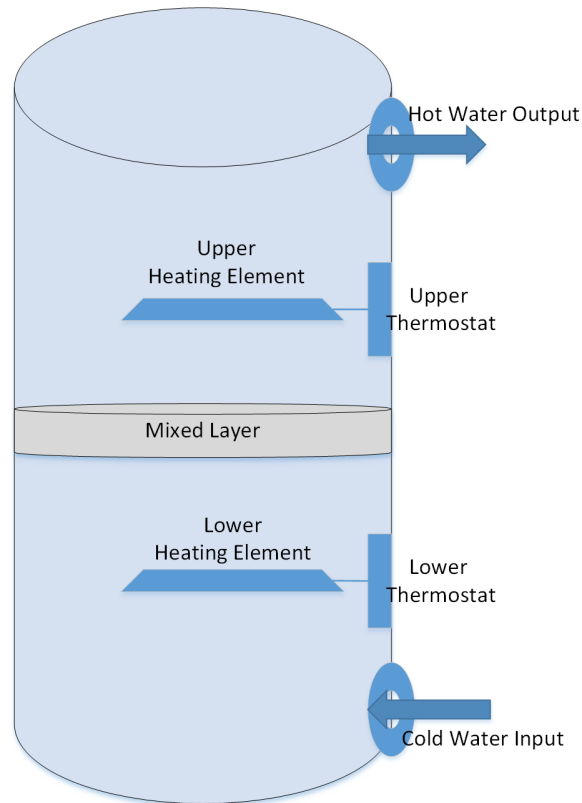 Hot Water Output
Upper
Heating Element
Upper
Thermostat
Mixed Layer
Lower
Heating Element
Lower
Thermostat
Cold Water Input